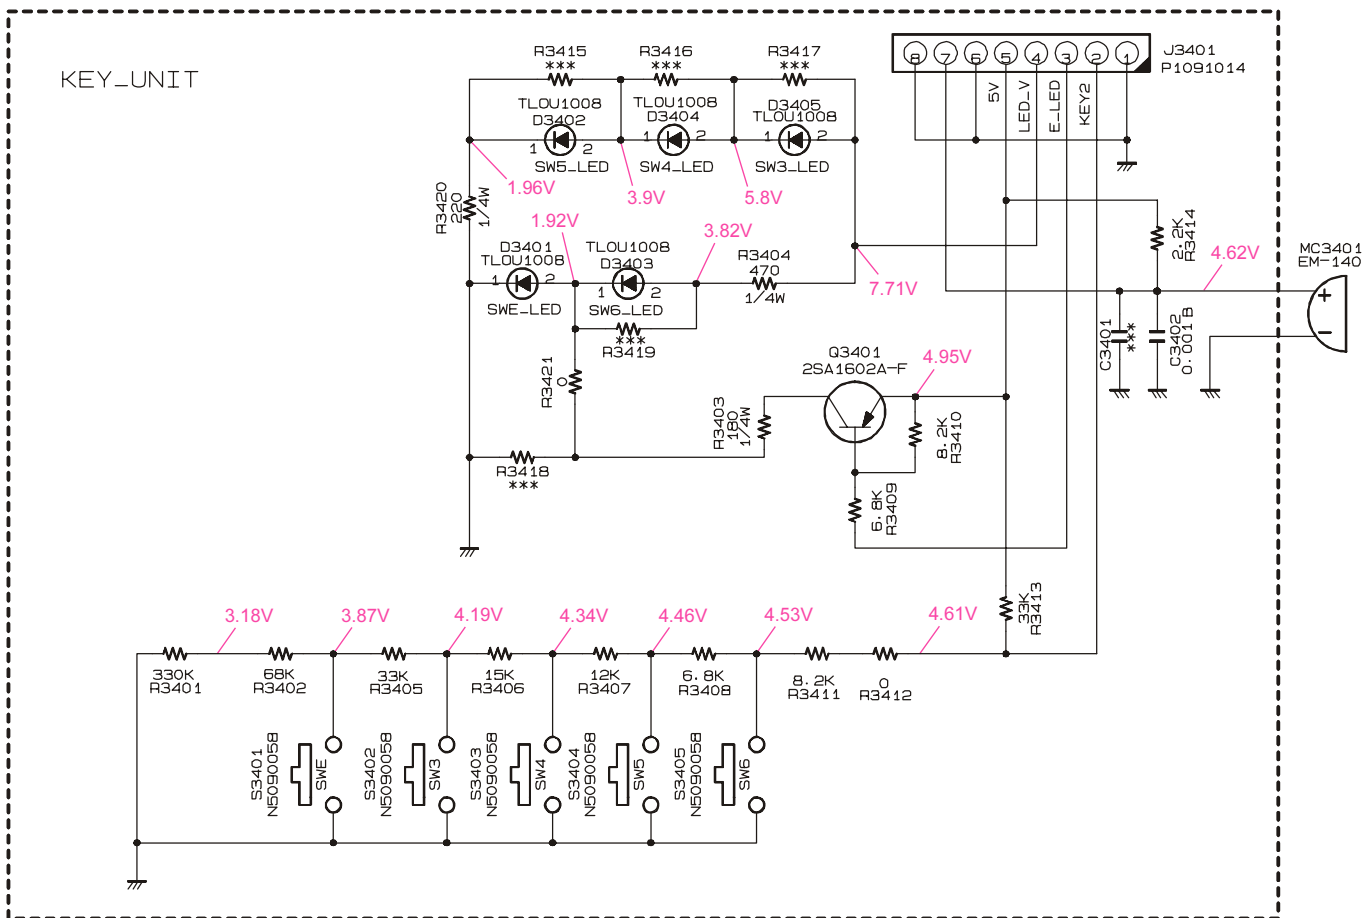 KEY_UNIT
R3415
***
R3416
***
R3417
***
TLOU1008
D3402
1 2
SW5_LED
TLOU1008
D3404
1 2
SW4_LED
D3405
TLOU1008
1 2
SW3_LED
8 7 6 5 4 3 2 1
J3401
P1091014
5V
LED_V
E_LED
KEY2
1.96V
3.9V
5.8V
R3420
220
1/4W
1.92V
3.82V
D3401
TLOU1008
1 2
SWE_LED
TLOU1008
D3403
1 2
SW6_LED
R3404
470
1/4W
7.71V
***
R3419
R3421
0
R3418
***
2.2K
R3414
4.62V
MC3401
EM-140
+
−
C3401
***
C3402
0.001B
Q3401
2SA1602A-F
4.95V
R3403
180
1/4W
8.2K
R3410
6.8K
R3409
33K
R3413
3.18V
3.87V
4.19V
4.34V
4.46V
4.53V
4.61V
330K
R3401
68K
R3402
33K
R3405
15K
R3406
12K
R3407
6.8K
R3408
8.2K
R3411
0
R3412
S3401
N5090058
SWE
S3402
N5090058
SW3
S3403
N5090058
SW4
S3404
N5090058
SW5
S3405
N5090058
SW6